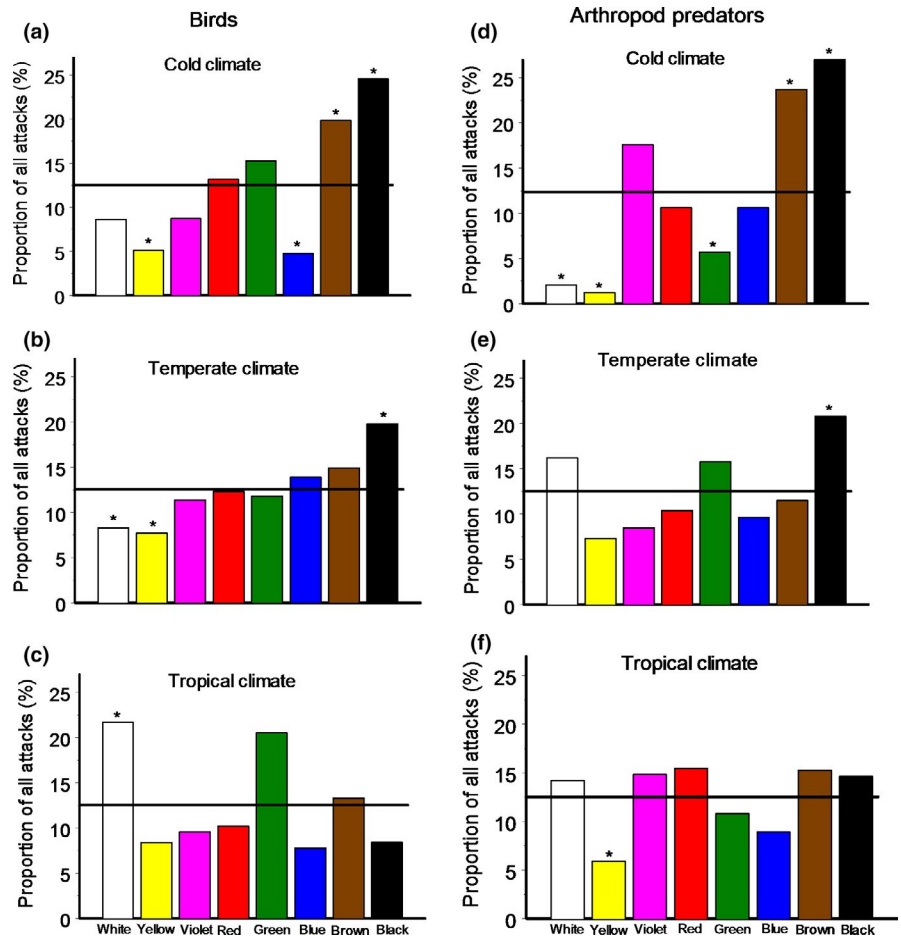 Birds
Arthropod predators
(a)
Cold climate
Proportion of all attacks (%)
25
20
15
10
5
0
*
*
*
*
(d)
Cold climate
Proportion of all attacks (%)
25
20
15
10
5
0
*
*
*
*
*
(b)
Temperate climate
Proportion of all attacks (%)
25
20
15
10
5
0
*
*
*
(e)
Temperate climate
Proportion of all attacks (%)
25
20
15
10
5
0
*
(c)
Tropical climate
Proportion of all attacks (%)
25
20
15
10
5
0
*
White Yellow Violet Red Green Blue Brown Black
(f)
Tropical climate
Proportion of all attacks (%)
25
20
15
10
5
0
*
White Yellow Violet Red Green Blue Brown Black